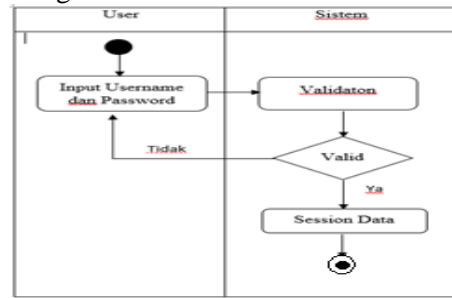 User
Sistem
Input Username
dan Password
Validaton
Tidak
Valid
Ya
Session Data